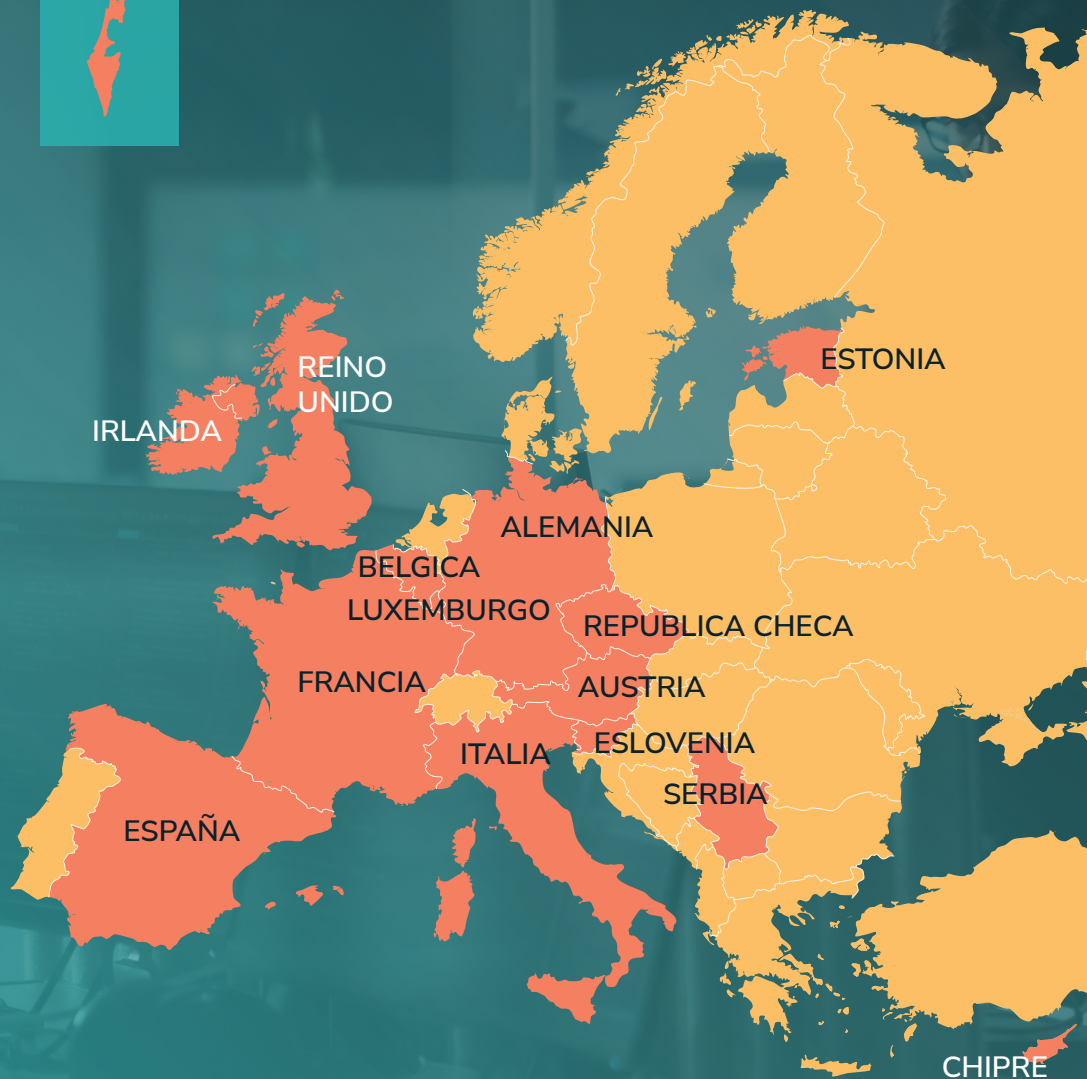 ESTONIA
REINO
UNIDO
IRLANDA
ALEMANIA
BELGICA
LUXEMBURGO
REPUBLICA CHECA
FRANCIA
AUSTRIA
ESLOVENIA
ITALIA
SERBIA
ESPAÑA
CHIPRE